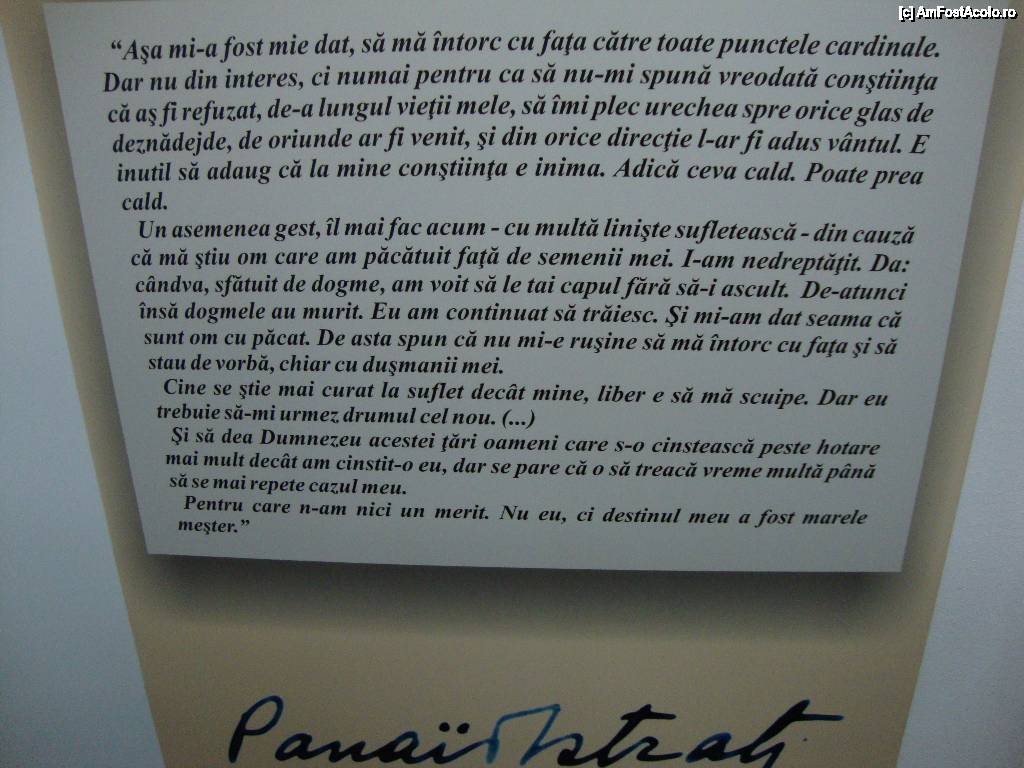 [c] AmFostAcolo.ro
“Aşa mi-a fost mie dat, să mă întorc cu faţa către toate punctele cardinale.
Dar nu din interes, ci numai pentru ca să nu-mi spună vreodată conştiinţa
că aş fi refuzat, de-a lungul vieţii mele, să îmi plec urechea spre orice glas de
deznădejde, de oriunde ar fi venit, şi din orice direcţie l-ar fi adus vântul. E
inutil să adaug că la mine conştiinţa e inima. Adică ceva cald. Poate prea
cald.
Un asemenea gest, îl mai fac acum - cu multă linişte sufletească - din cauză
că mă ştiu om care am păcătuit faţă de semenii mei. I-am nedreptăţit. Da:
cândva, sfătuit de dogme, am voit să le tai capul fără să-i ascult. De-atunci
însă dogmele au murit. Eu am continuat să trăiesc. Şi mi-am dat seama că
sunt om cu păcat. De asta spun că nu mi-e ruşine să mă întorc cu faţa şi să
stau de vorbă, chiar cu duşmanii mei.
Cine se ştie mai curat la suflet decât mine, liber e să mă scuipe. Dar eu
trebuie să-mi urmez drumul cel nou. (...)
Şi să dea Dumnezeu acestei ţări oameni care s-o cinstească peste hotare
mai mult decât am cinstit-o eu, dar se pare că o să treacă vreme multă până
să se mai repete cazul meu.
Pentru care n-am nici un merit. Nu eu, ci destinul meu a fost marele
meşter.”
Panaït Istrati